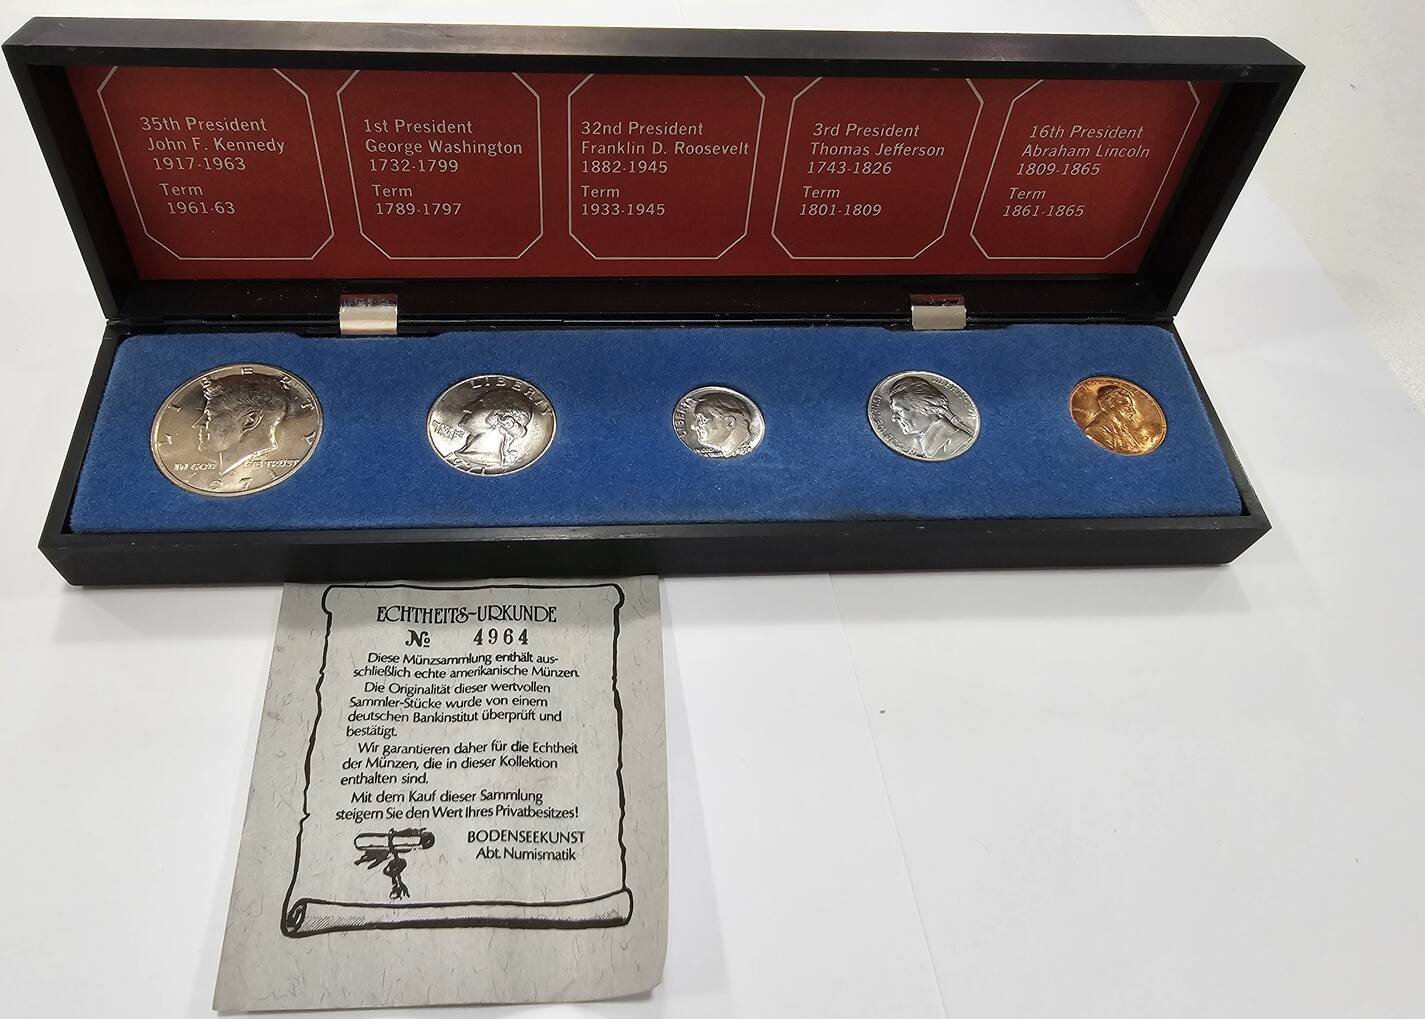 35th President
John F. Kennedy
1917-1963
Term
1961-63
1st President
George Washington
1732-1799
Term
1789-1797
32nd President
Franklin D. Roosevelt
1882-1945
Term
1933-1945
3rd President
Thomas Jefferson
1743-1826
Term
1801-1809
16th President
Abraham Lincoln
1809-1865
Term
1861-1865
LIBERTY
IN GOD WE TRUST
1971
LIBERTY
1971
LIBERTY
ECHTHEITS-URKUNDE
№ 4964
Diese Münzsammlung enthält aus-
schließlich echte amerikanische Münzen.
Die Originalität dieser wertvollen
Sammler-Stücke wurde von einem
deutschen Bankinstitut überprüft und
bestätigt.
Wir garantieren daher für die Echtheit
der Münzen, die in dieser Kollektion
enthalten sind.
Mit dem Kauf dieser Sammlung
steigern Sie den Wert Ihres Privatbesitzes!
BODENSEEKUNST
Abt. Numismatik